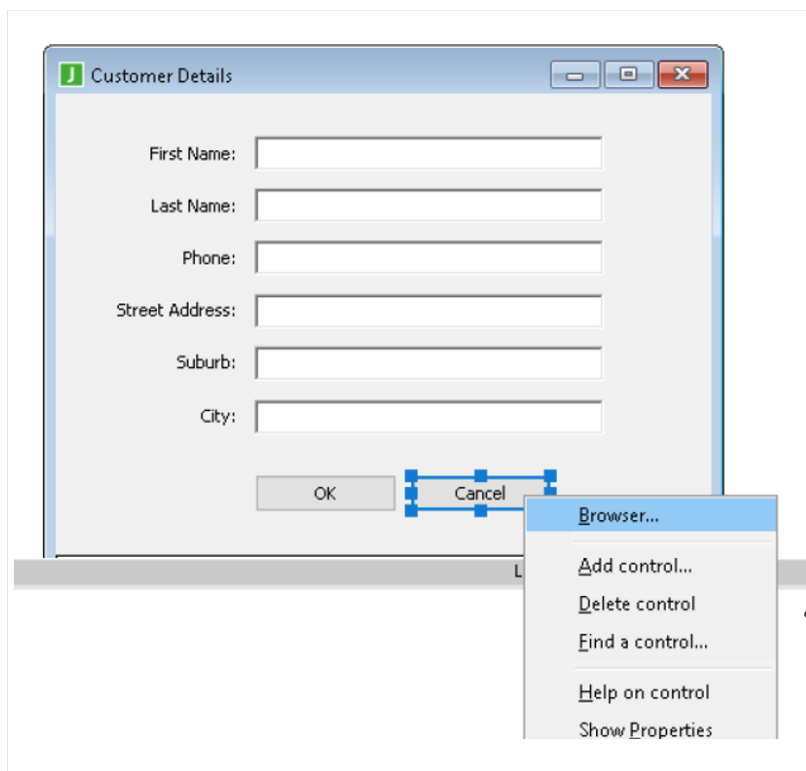 J Customer Details
First Name:
Last Name:
Phone:
Street Address:
Suburb:
City:
OK Cancel
Browser...
L
Add control...
Delete control
Find a control...
Help on control
Show Properties